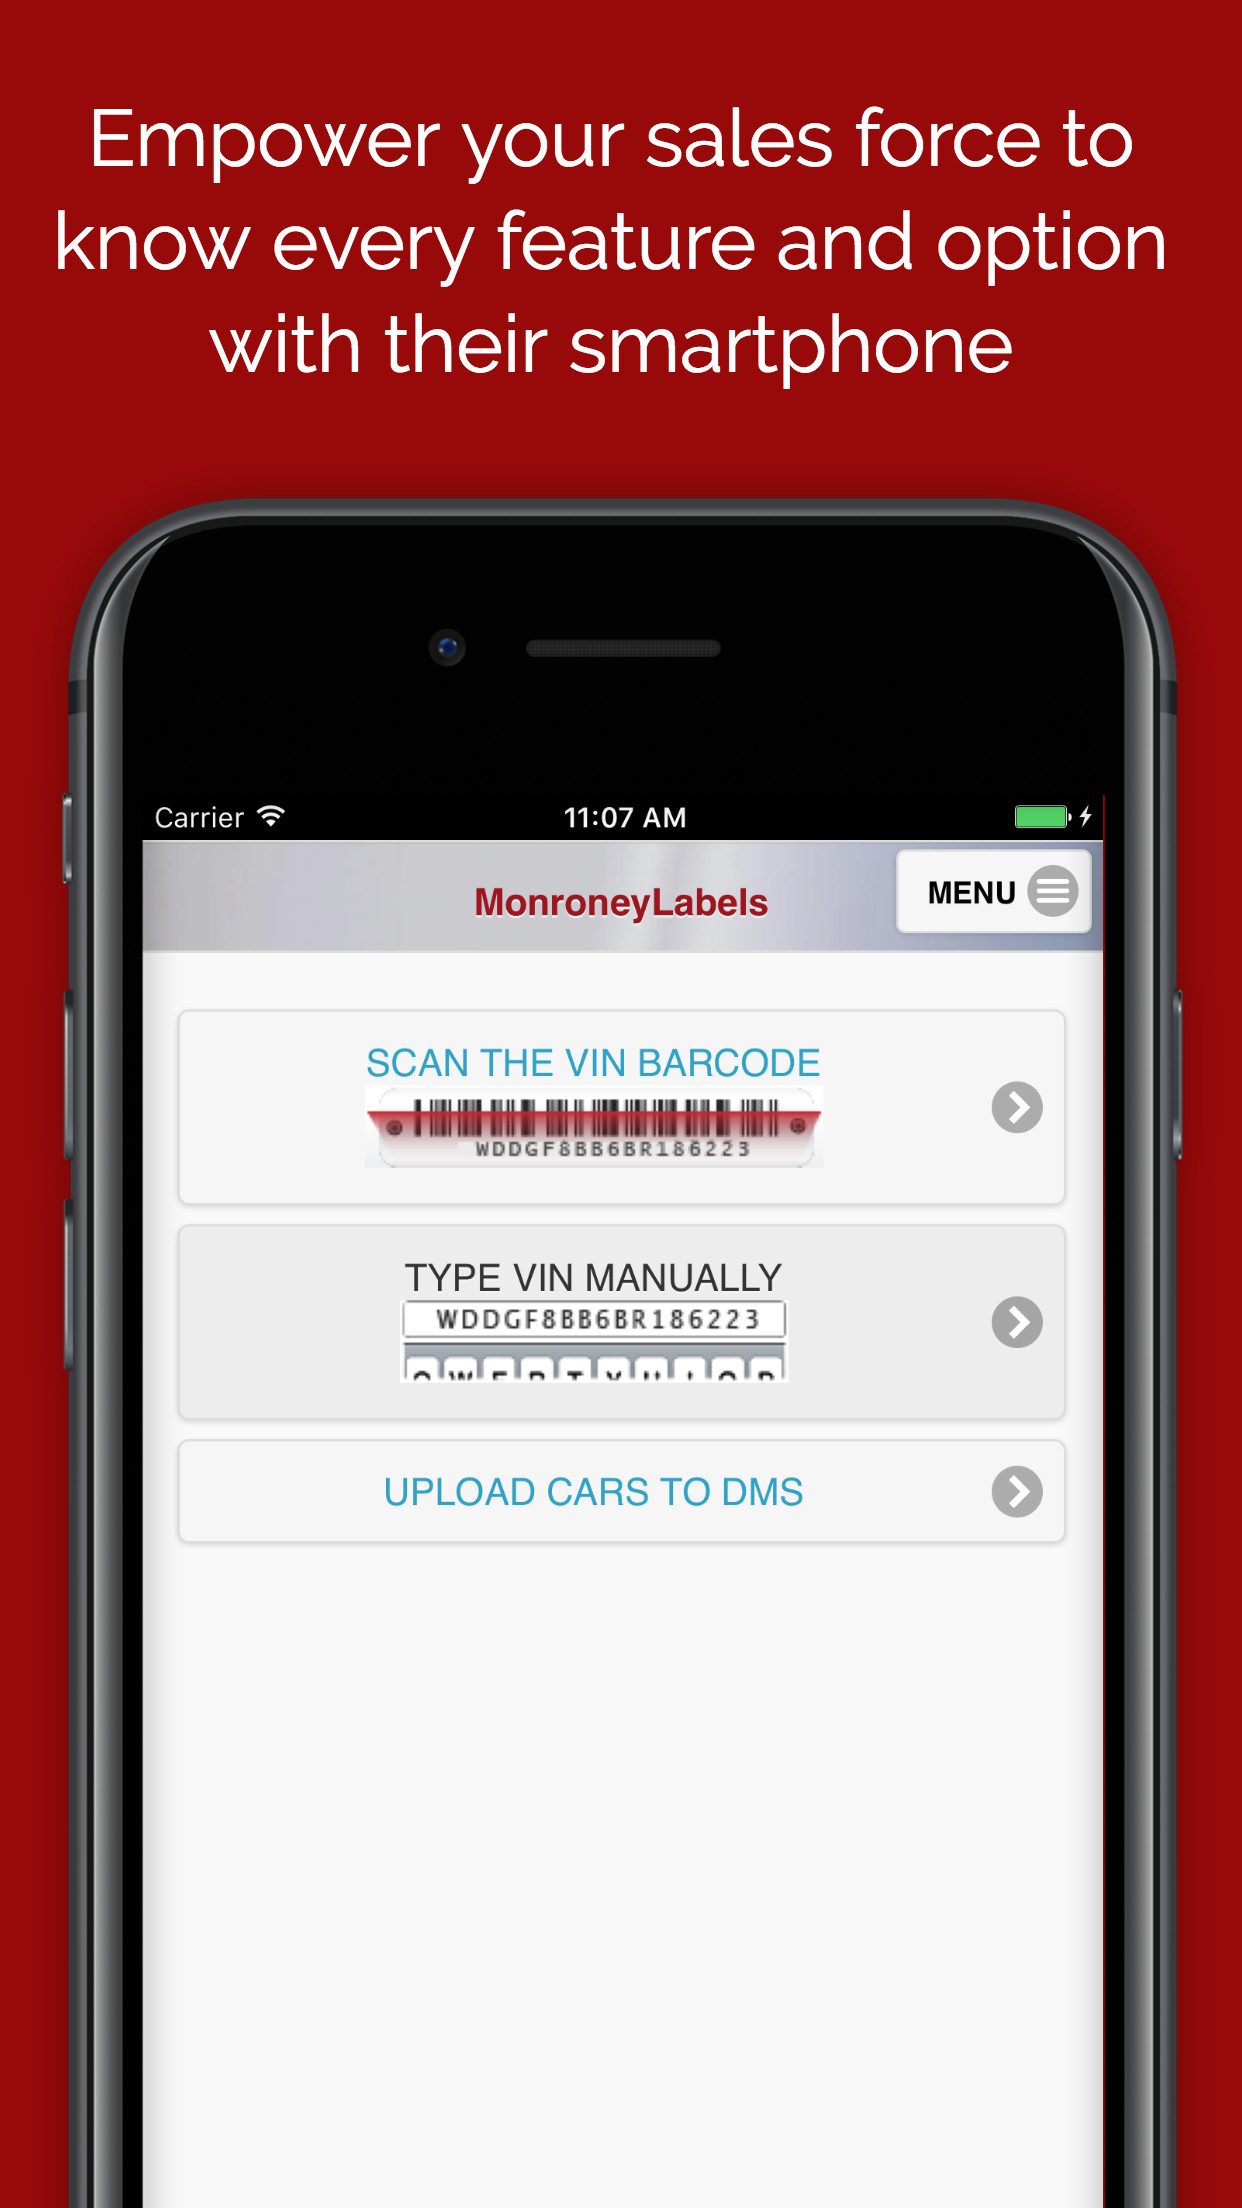 Empower your sales force to
know every feature and option
with their smartphone
Carrier
11:07 AM
MonroneyLabels
MENU
SCAN THE VIN BARCODE
WDDGF8BB6BR186223
TYPE VIN MANUALLY
WDDGF8BB6BR186223
UPLOAD CARS TO DMS